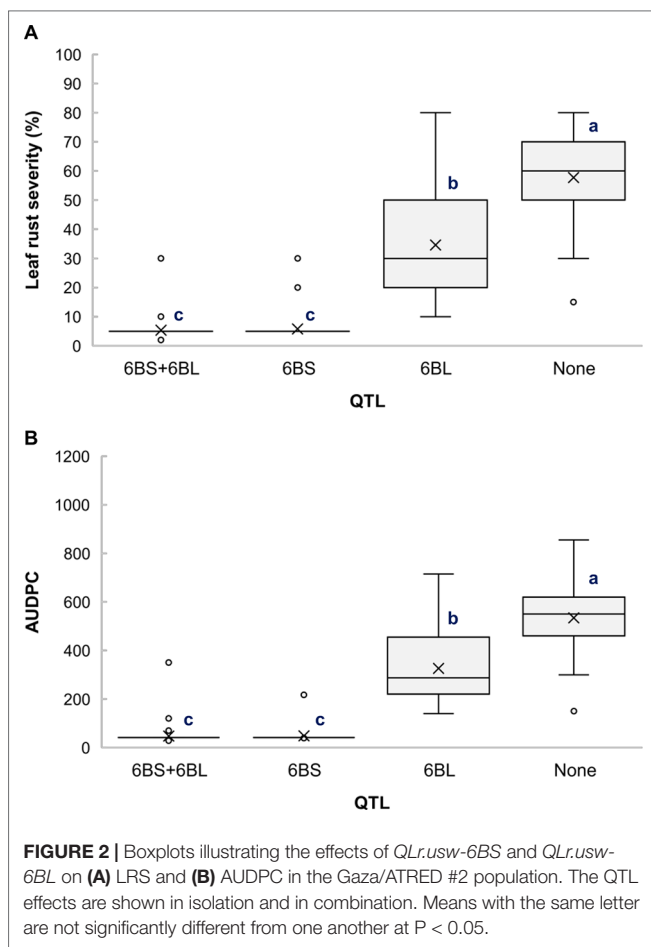 A
100
90
80
70
60
50
40
30
20
10
0
Leaf rust severity (%)
c
c
b
a
6BS+6BL 6BS 6BL None
QTL
B
1200
1000
800
600
400
200
0
AUDPC
c
c
b
a
6BS+6BL 6BS 6BL None
QTL
FIGURE 2 | Boxplots illustrating the effects of QLr.usw-6BS and QLr.usw-
6BL on (A) LRS and (B) AUDPC in the Gaza/ATRED #2 population. The QTL
effects are shown in isolation and in combination. Means with the same letter
are not significantly different from one another at P < 0.05.